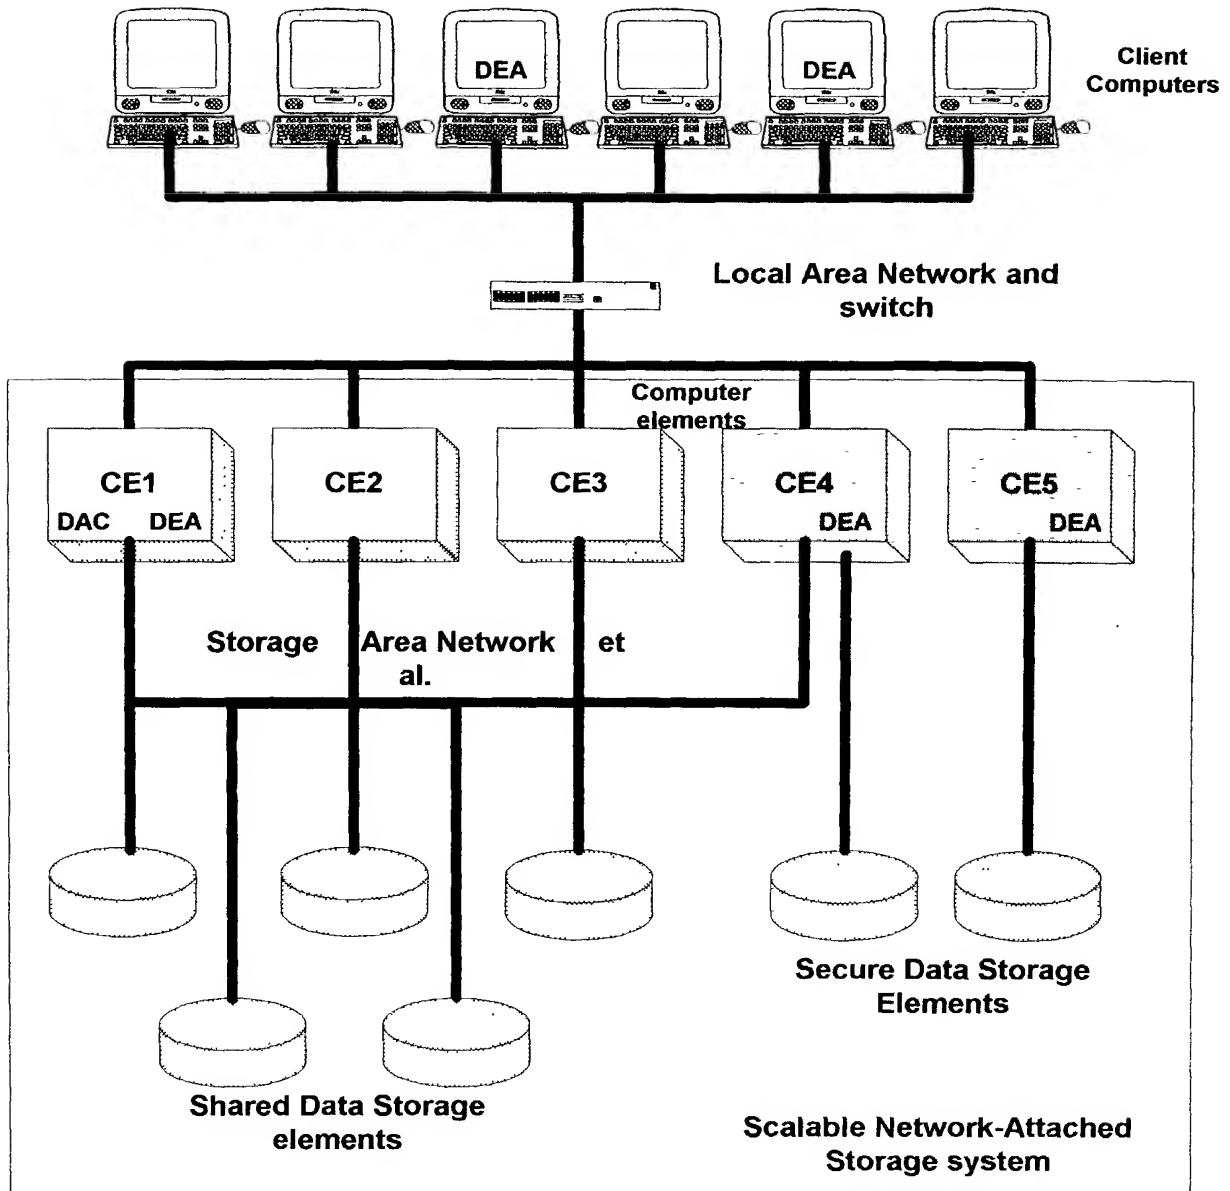 DEA
DEA
Client
Computers
Local Area Network and
switch
Computer
elements
CE1
CE2
CE3
CE4
CE5
DAC
DEA
DEA
DEA
Storage Area Network et
al.
Secure Data Storage
Elements
Shared Data Storage
elements
Scalable Network-Attached
Storage system